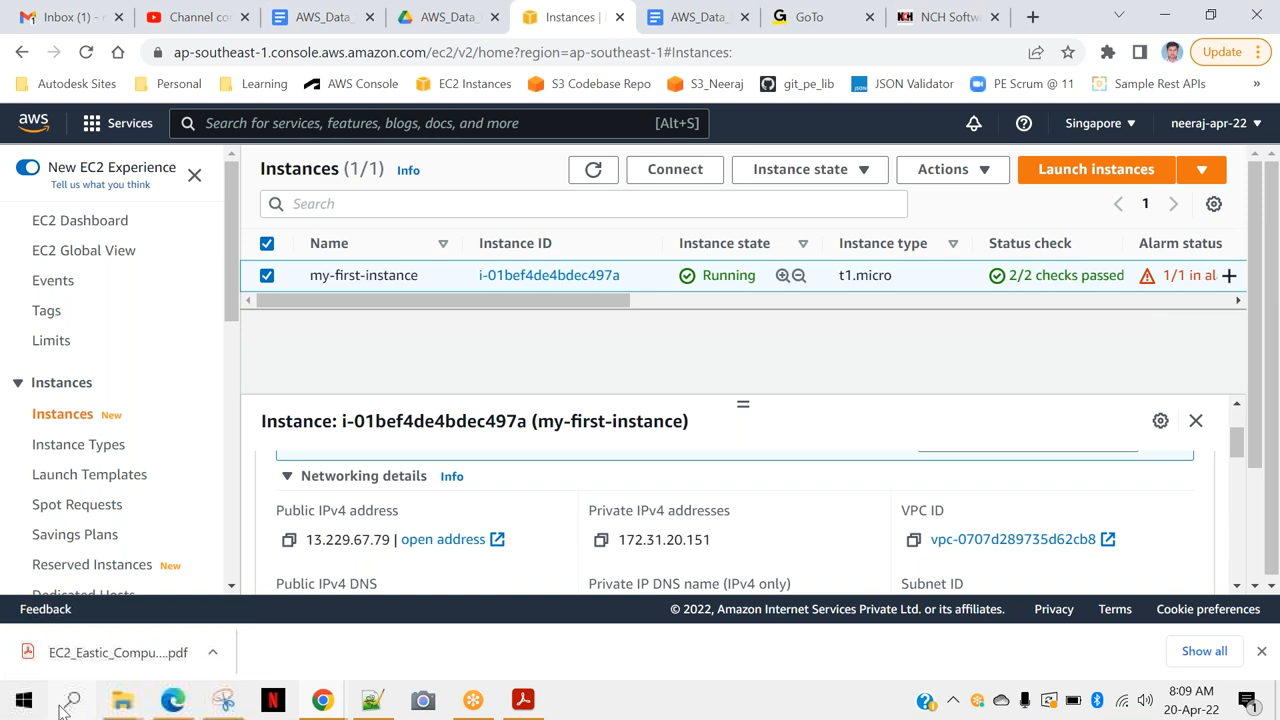 Inbox (1)
Channel co
AWS_Data_
AWS_Data_
Instances |
AWS_Data_
GoTo
NCH Softw
ap-southeast-1.console.aws.amazon.com/ec2/v2/home?region=ap-southeast-1#Instances:
Update
Autodesk Sites
Personal
Learning
AWS Console
EC2 Instances
S3 Codebase Repo
S3_Neeraj
git_pe_lib
JSON Validator
PE Scrum @ 11
Sample Rest APIs
»
aws
Services
Search for services, features, blogs, docs, and more
[Alt+S]
Singapore
neeraj-apr-22
New EC2 Experience
Tell us what you think
EC2 Dashboard
EC2 Global View
Events
Tags
Limits
Instances
Instances New
Instance Types
Launch Templates
Spot Requests
Savings Plans
Reserved Instances New
Dedicated Hosts
Instances (1/1) Info
Connect
Instance state
Actions
Launch instances
Search
1
Name
Instance ID
Instance state
Instance type
Status check
Alarm status
my-first-instance
i-01bef4de4bdec497a
Running
t1.micro
2/2 checks passed
1/1 in al
Instance: i-01bef4de4bdec497a (my-first-instance)
Networking details Info
Public IPv4 address
Private IPv4 addresses
VPC ID
13.229.67.79 | open address
172.31.20.151
vpc-0707d289735d62cb8
Public IPv4 DNS
Private IP DNS name (IPv4 only)
Subnet ID
Feedback
© 2022, Amazon Internet Services Private Ltd. or its affiliates.
Privacy
Terms
Cookie preferences
EC2_Eastic_Compu....pdf
Show all
8:09 AM
20-Apr-22